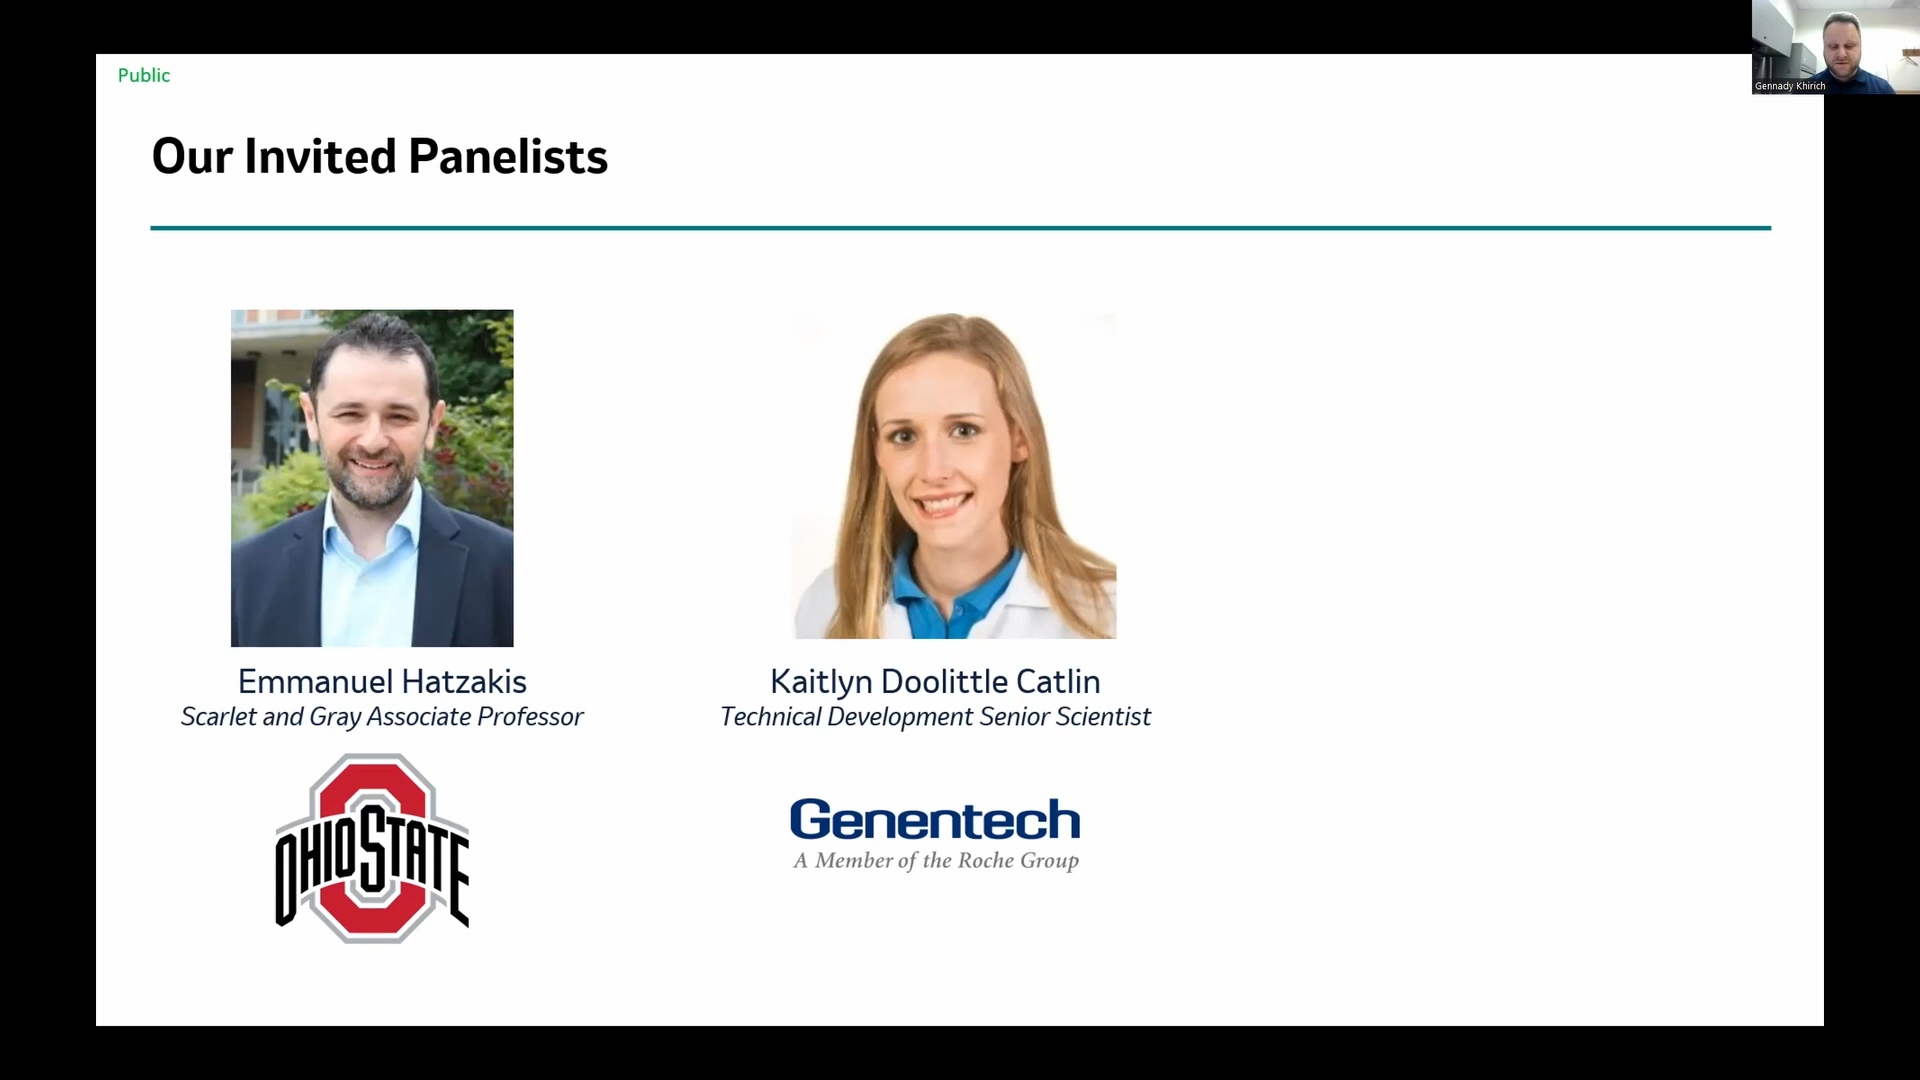 Public
Gennady Khirich
Our Invited Panelists
Emmanuel Hatzakis
Scarlet and Gray Associate Professor
OHIO STATE
Kaitlyn Doolittle Catlin
Technical Development Senior Scientist
Genentech
A Member of the Roche Group